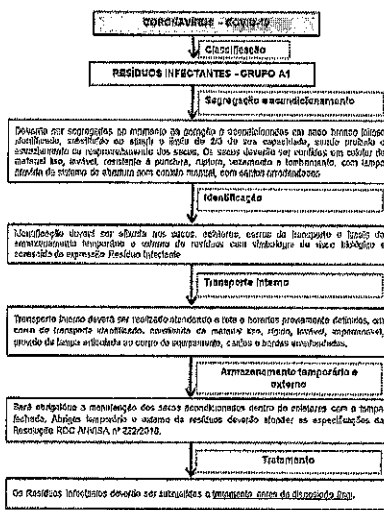 CORONAVÍRUS - COVID-19
Classificação
RESÍDUOS INFECTANTES - GRUPO A1
Segregação e acondicionamento
Deverão ser segregados no momento da geração e acondicionados em saco branco leitoso
identificado, substituído ao atingir o limite de 2/3 de sua capacidade, sendo proibido o
esvaziamento ou reaproveitamento dos sacos. Os sacos deverão ser contidos em coletor de
material liso, lavável, resistente à punctura, ruptura, vazamento e tombamento, com tampa
provida de sistema de abertura sem contato manual, com cantos arredondados
Identificação
Identificação deverá ser afixada nos sacos, coletores, carros de transporte e locais de
armazenamento temporário e externo de resíduos com simbologia de risco biológico e
acrescida da expressão Resíduo Infectante
Transporte interno
Transporte interno deverá ser realizado atendendo a rota e horários previamente definidos, em
carro de transporte identificado, constituído de material liso, rígido, lavável, impermeável,
provido de tampa articulada ao corpo do equipamento, cantos e bordas arredondados.
Armazenamento temporário e
externo
Será obrigatório a manutenção dos sacos acondicionados dentro de coletores com a tampa
fechada. Abrigos temporário e externo de resíduos deverão atender as especificações da
Resolução RDC ANVISA nº 222/2018.
Tratamento
Os Resíduos Infectantes deverão ser submetidos a tratamento antes da disposição final.